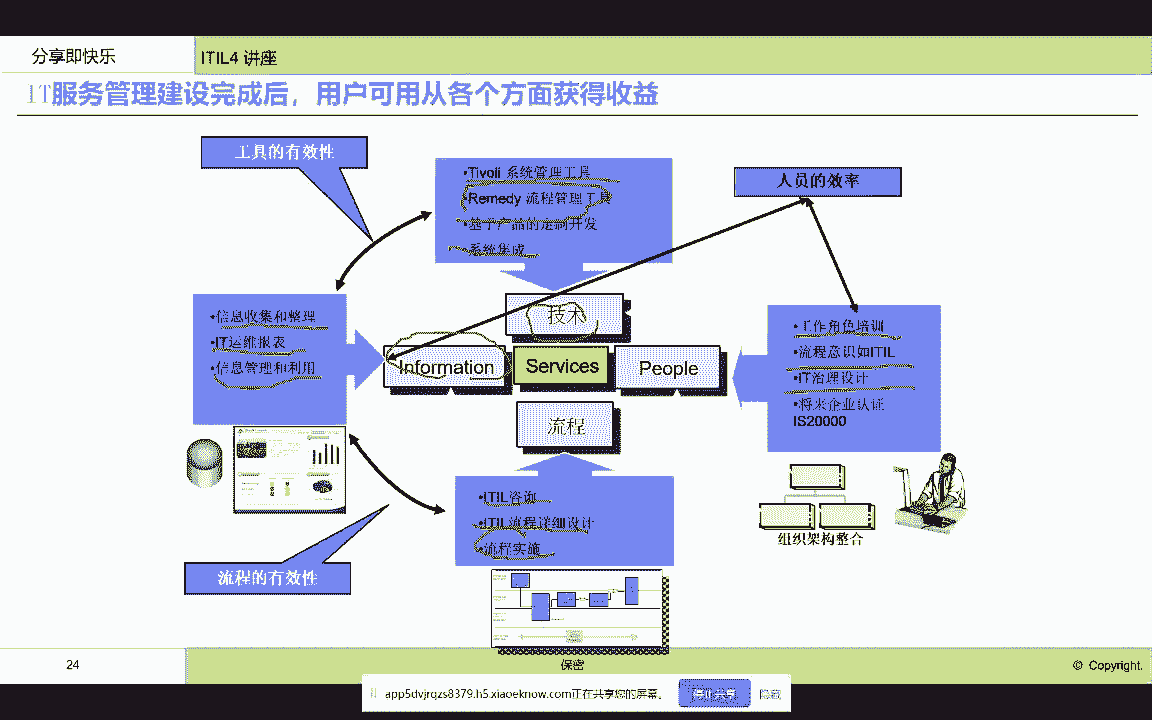 分享即快乐
ITIL4 讲座
IT服务管理建设完成后，用户可用从各个方面获得收益
工具的有效性
•Tivoli 系统管理工具
•Remedy 流程管理工具
•基于产品的定制开发
•系统集成
人员的效率
•信息收集和整理
•IT运维报表
•信息管理和利用
技术
Information
Services
People
流程
•工作角色培训
•流程意识如ITIL
•IT治理设计
•将来企业认证
IS20000
•ITIL咨询
•ITIL流程详细设计
•流程实施
组织架构整合
流程的有效性
24
保密
© Copyright.
app5dvjrqzs8379.h5.xiaoeknow.com正在共享您的屏幕。
停止共享
隐藏